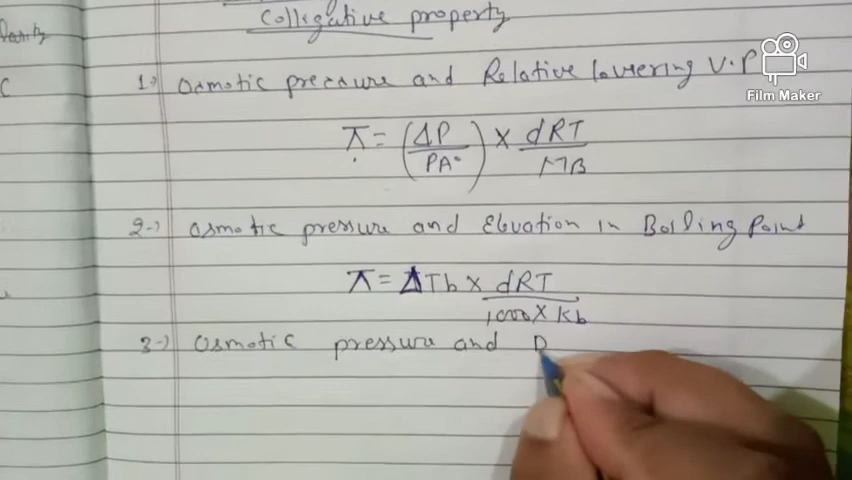 Colligative property
1.) Osmotic pressure and Relative lowering V.P
Film Maker
π = (ΔP/PA°) × dRT/MB
2-) Osmotic pressure and Elevation in Boiling Point
π = ΔTb × dRT/1000 × Kb
3-) Osmotic pressure and D
C